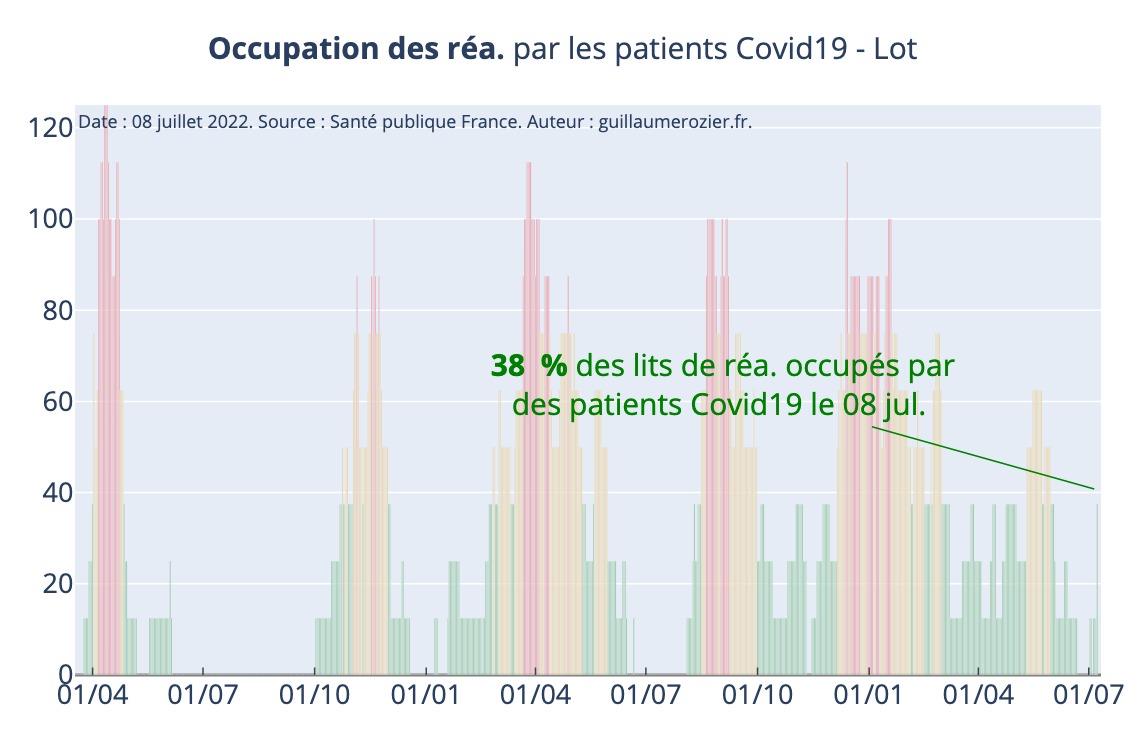 Occupation des réa. par les patients Covid19 - Lot
Date : 08 juillet 2022. Source : Santé publique France. Auteur : guillaumerozier.fr.
120
100
80
60
40
20
0
38 % des lits de réa. occupés par
des patients Covid19 le 08 jul.
01/04 01/07 01/10 01/01 01/04 01/07 01/10 01/01 01/04 01/07